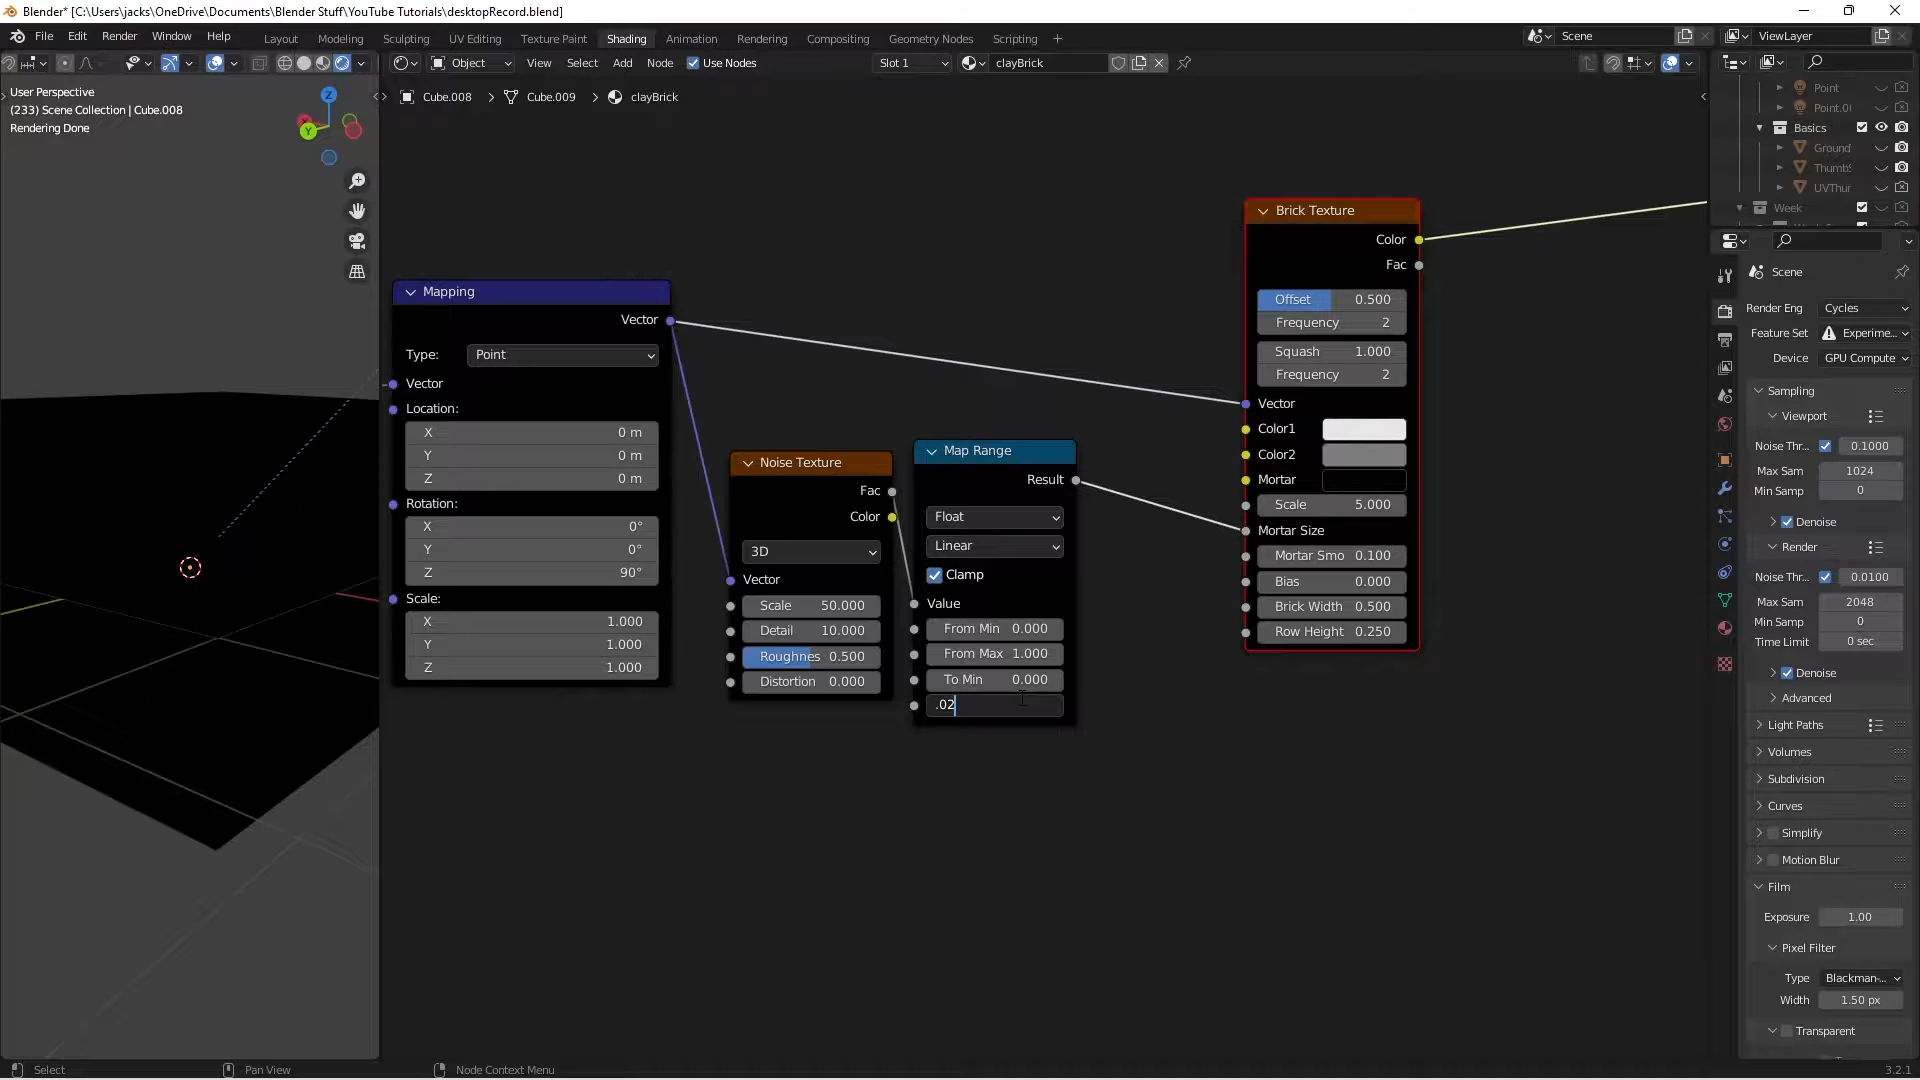 Blender* [C:\Users\jacks\OneDrive\Documents\Blender Stuff\YouTube Tutorials\desktopRecord.blend]
File Edit Render Window Help Layout Modeling Sculpting UV Editing Texture Paint Shading Animation Rendering Compositing Geometry Nodes Scripting + Scene ViewLayer
Object View Select Add Node Use Nodes Slot 1 clayBrick
User Perspective
(233) Scene Collection | Cube.008
Rendering Done
Z
Y
Cube.008 > Cube.009 > clayBrick
Mapping
Vector
Type: Point
Vector
Location:
X 0 m
Y 0 m
Z 0 m
Rotation:
X 0°
Y 0°
Z 90°
Scale:
X 1.000
Y 1.000
Z 1.000
Noise Texture
Fac
Color
3D
Vector
Scale 50.000
Detail 10.000
Roughnes 0.500
Distortion 0.000
Map Range
Result
Float
Linear
Clamp
Value
From Min 0.000
From Max 1.000
To Min 0.000
.02
Brick Texture
Color
Fac
Offset 0.500
Frequency 2
Squash 1.000
Frequency 2
Vector
Color1
Color2
Mortar
Scale 5.000
Mortar Size
Mortar Smo 0.100
Bias 0.000
Brick Width 0.500
Row Height 0.250
Point
Point.0
Basics
Ground
Thumb
UVThur
Week
Scene
Render Eng Cycles
Feature Set Experime...
Device GPU Compute
Sampling
Viewport
Noise Thr... 0.1000
Max Sam 1024
Min Samp 0
Denoise
Render
Noise Thr... 0.0100
Max Sam 2048
Min Samp 0
Time Limit 0 sec
Denoise
Advanced
Light Paths
Volumes
Subdivision
Curves
Simplify
Motion Blur
Film
Exposure 1.00
Pixel Filter
Type Blackman-...
Width 1.50 px
Transparent
Select Pan View Node Context Menu 3.2.1